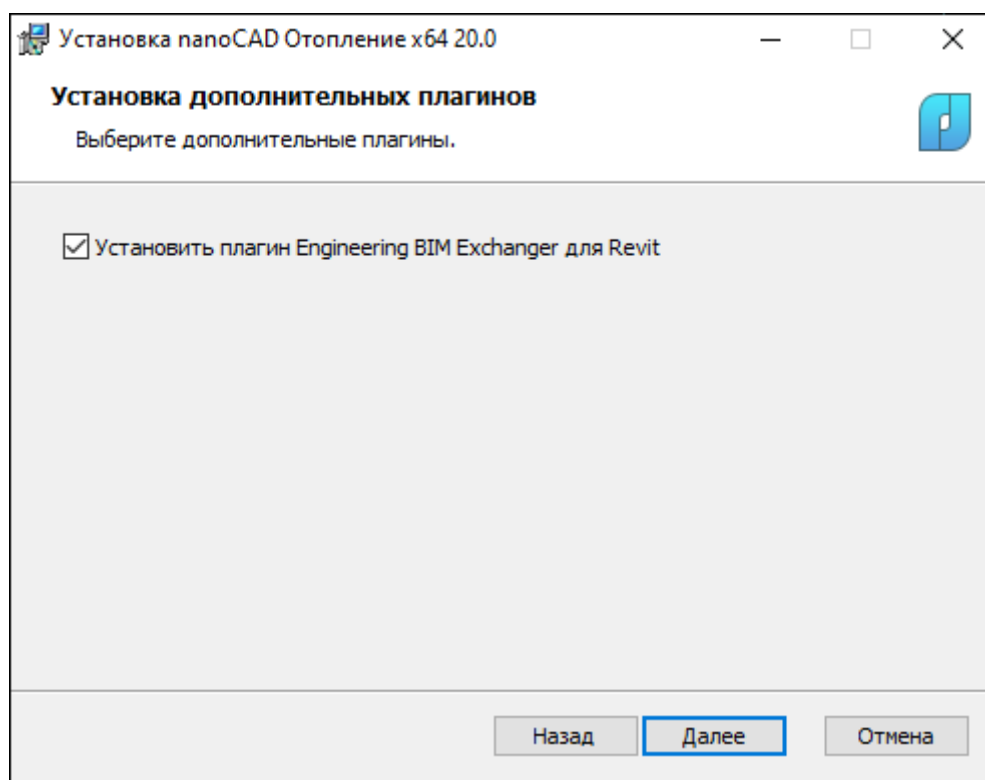 Установка nanoCAD Отопление x64 20.0
Установка дополнительных плагинов
Выберите дополнительные плагины.
Установить плагин Engineering BIM Exchanger для Revit
Назад Далее Отмена